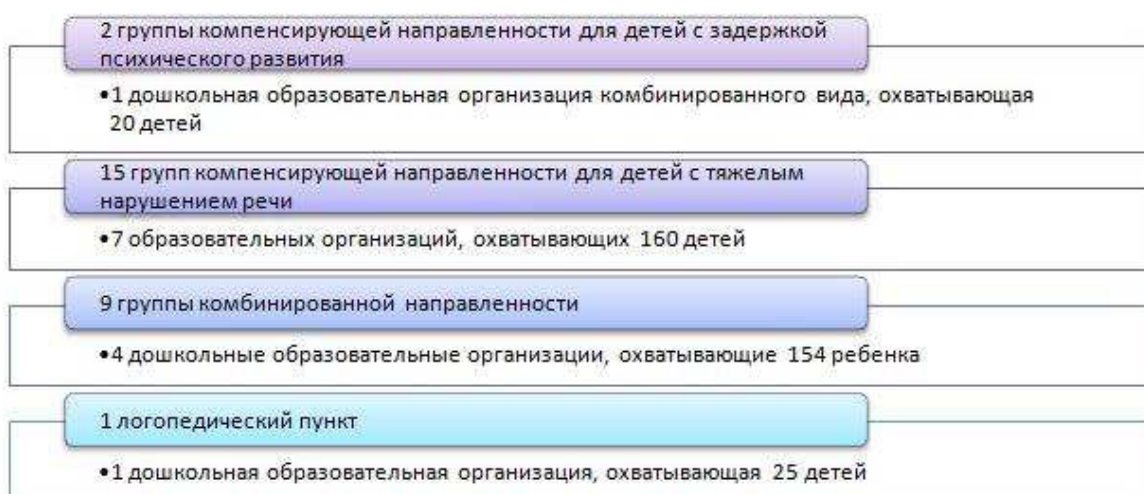 2 группы компенсирующей направленности для детей с задержкой
психического развития
•1 дошкольная образовательная организация комбинированного вида, охватывающая
20 детей
15 групп компенсирующей направленности для детей с тяжелым
нарушением речи
•7 образовательных организаций, охватывающих 160 детей
9 группы комбинированной направленности
•4 дошкольные образовательные организации, охватывающие 154 ребенка
1 логопедический пункт
•1 дошкольная образовательная организация, охватывающая 25 детей